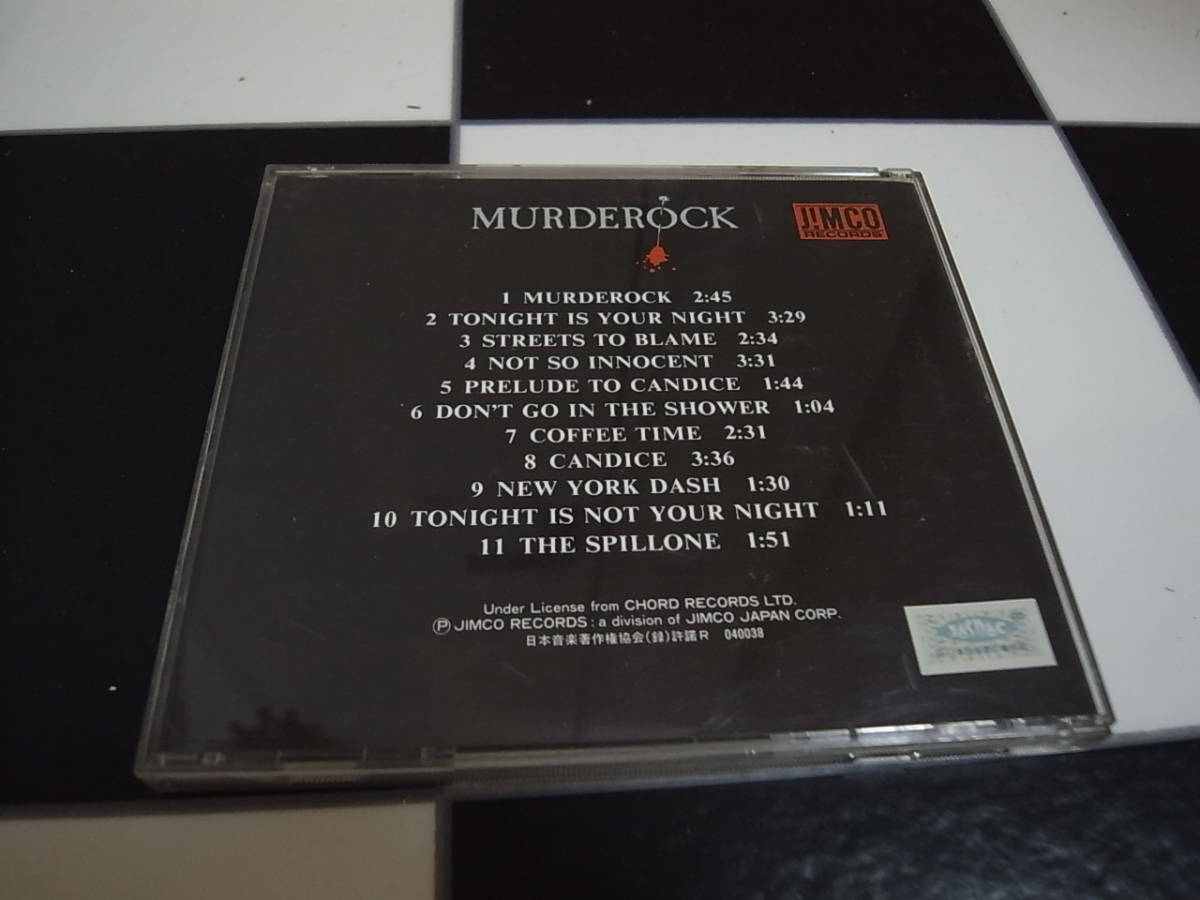 MURDEROCK
J!MCO
RECORDS
1 MURDEROCK 2:45
2 TONIGHT IS YOUR NIGHT 3:29
3 STREETS TO BLAME 2:34
4 NOT SO INNOCENT 3:31
5 PRELUDE TO CANDICE 1:44
6 DON'T GO IN THE SHOWER 1:04
7 COFFEE TIME 2:31
8 CANDICE 3:36
9 NEW YORK DASH 1:30
10 TONIGHT IS NOT YOUR NIGHT 1:11
11 THE SPILLONE 1:51
Under License from CHORD RECORDS LTD.
Ⓟ JIMCO RECORDS : a division of JIMCO JAPAN CORP.
日本音楽著作権協会(録)許諾R 040038
JASRAC